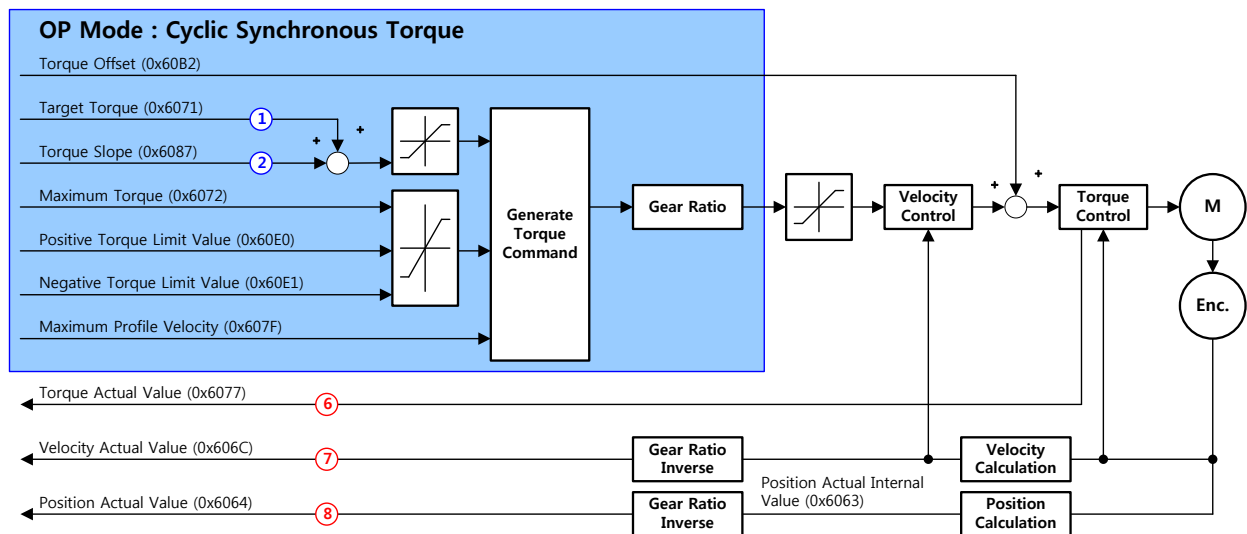 OP Mode : Cyclic Synchronous Torque
Torque Offset (0x60B2)
Target Torque (0x6071)
1
+
+
Torque Slope (0x6087)
2
Maximum Torque (0x6072)
Positive Torque Limit Value (0x60E0)
Negative Torque Limit Value (0x60E1)
Maximum Profile Velocity (0x607F)
Generate
Torque
Command
Gear Ratio
Velocity
Control
+
+
Torque
Control
M
Enc.
Torque Actual Value (0x6077)
6
Velocity Actual Value (0x606C)
7
Gear Ratio
Inverse
Velocity
Calculation
Position Actual Internal
Value (0x6063)
Position Actual Value (0x6064)
8
Gear Ratio
Inverse
Position
Calculation